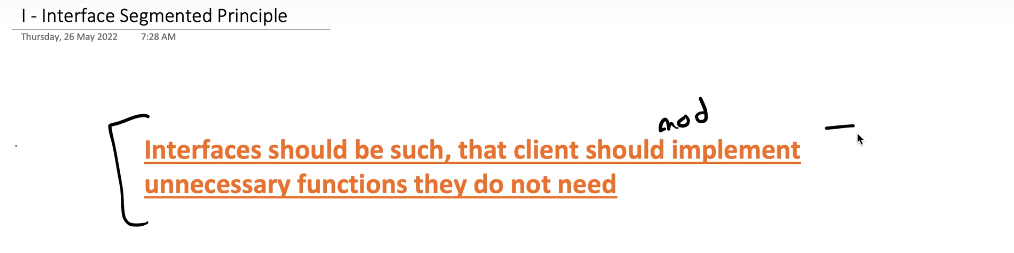 I - Interface Segmented Principle
Thursday, 26 May 2022 7:28 AM
Interfaces should be such, that client should implement
unnecessary functions they do not need